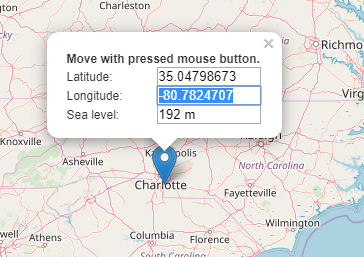 Charleston
Richmo
×
Move with pressed mouse button.
Latitude: 35.04798673
Longitude: -80.7824707
Sea level: 192 m
Knoxville
Asheville
North Carolina
Charlotte
Fayetteville
Wilmington
Columbia
Florence
Athens